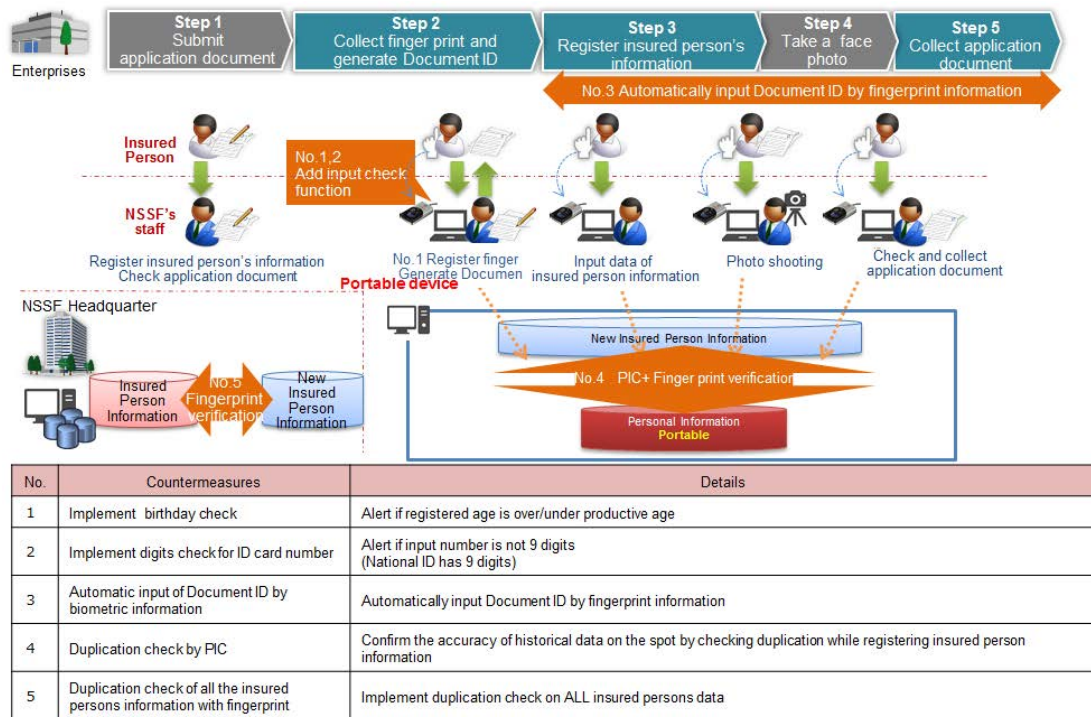 Enterprises
Step 1
Submit
application document
Step 2
Collect finger print and
generate Document ID
Step 3
Register insured person's
information
Step 4
Take a face
photo
Step 5
Collect application
document
No.3 Automatically input Document ID by fingerprint information
Insured
Person
No.1,2
Add input check
function
NSSF's
staff
Register insured person's information
Check application document
No.1 Register finger
Generate Documen
Input data of
insured person information
Photo shooting
Check and collect
application document
Portable device
NSSF Headquarter
Insured
Person
Information
No.5
Fingerprint
verification
New
Insured
Person
Information
New Insured Person Information
No.4 PIC+ Finger print verification
Personal Information
Portable
No. Countermeasures Details
1 Implement birthday check Alert if registered age is over/under productive age
2 Implement digits check for ID card number Alert if input number is not 9 digits
(National ID has 9 digits)
3 Automatic input of Document ID by
biometric information Automatically input Document ID by fingerprint information
4 Duplication check by PIC Confirm the accuracy of historical data on the spot by checking duplication while registering insured person
information
5 Duplication check of all the insured
persons information with fingerprint Implement duplication check on ALL insured persons data